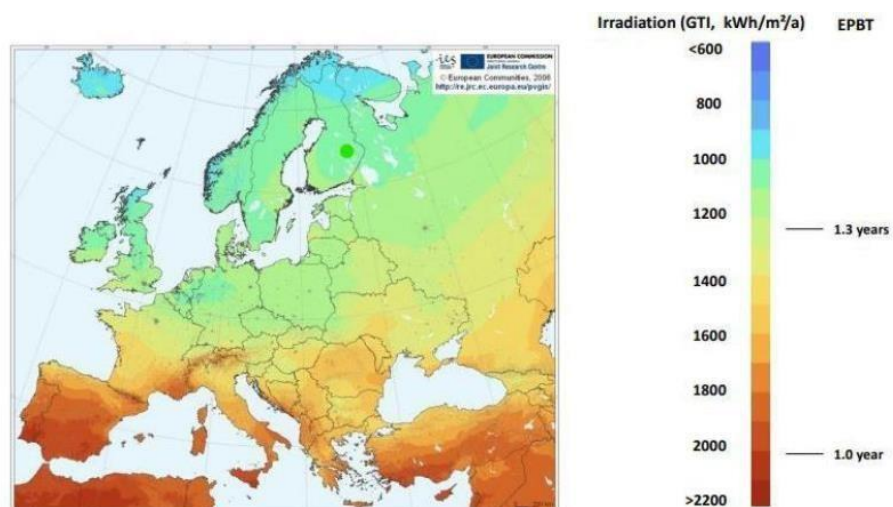 Irradiation (GTI, kWh/m²/a) EPBT
<600
EUROPEAN COMMISSION
Joint Research Centre
© European Communities, 2006
http://re.jrc.ec.europa.eu/pvgis/
800
1000
1200
1.3 years
1400
1600
1800
2000
1.0 year
>2200